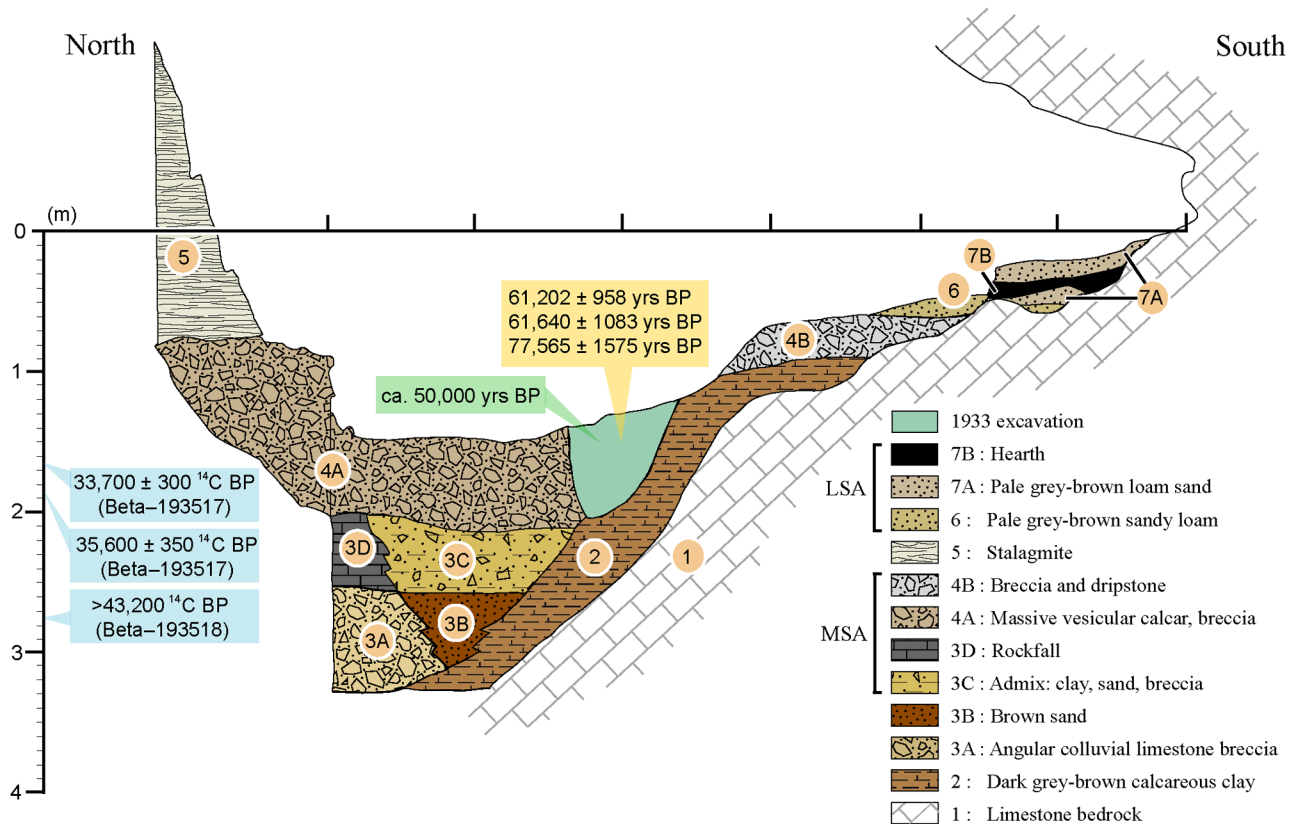 North
South
(m)
0
1
2
3
4
5
7B
6
7A
4B
61,202 ± 958 yrs BP
61,640 ± 1083 yrs BP
77,565 ± 1575 yrs BP
ca. 50,000 yrs BP
4A
33,700 ± 300 ¹⁴C BP
(Beta–193517)
35,600 ± 350 ¹⁴C BP
(Beta–193517)
>43,200 ¹⁴C BP
(Beta–193518)
3D
3C
2
1
3B
3A
1933 excavation
LSA
7B : Hearth
7A : Pale grey-brown loam sand
6 : Pale grey-brown sandy loam
5 : Stalagmite
MSA
4B : Breccia and dripstone
4A : Massive vesicular calcar, breccia
3D : Rockfall
3C : Admix: clay, sand, breccia
3B : Brown sand
3A : Angular colluvial limestone breccia
2 : Dark grey-brown calcareous clay
1 : Limestone bedrock